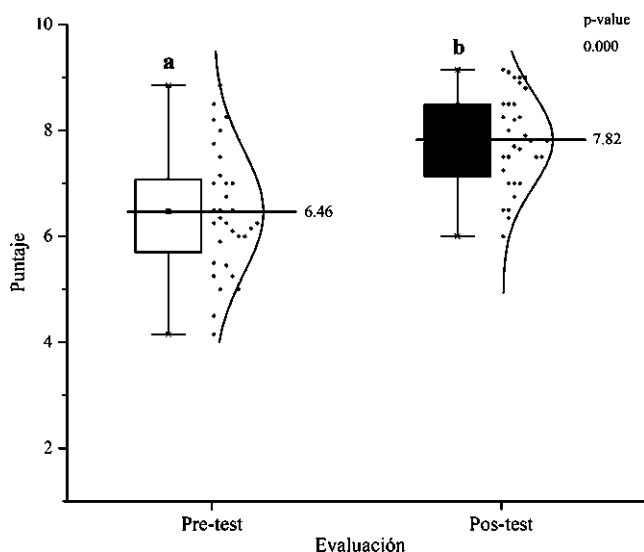 p-value
0.000
10
8
6
4
2
Puntaje
a
6.46
b
7.82
Pre-test
Pos-test
Evaluación